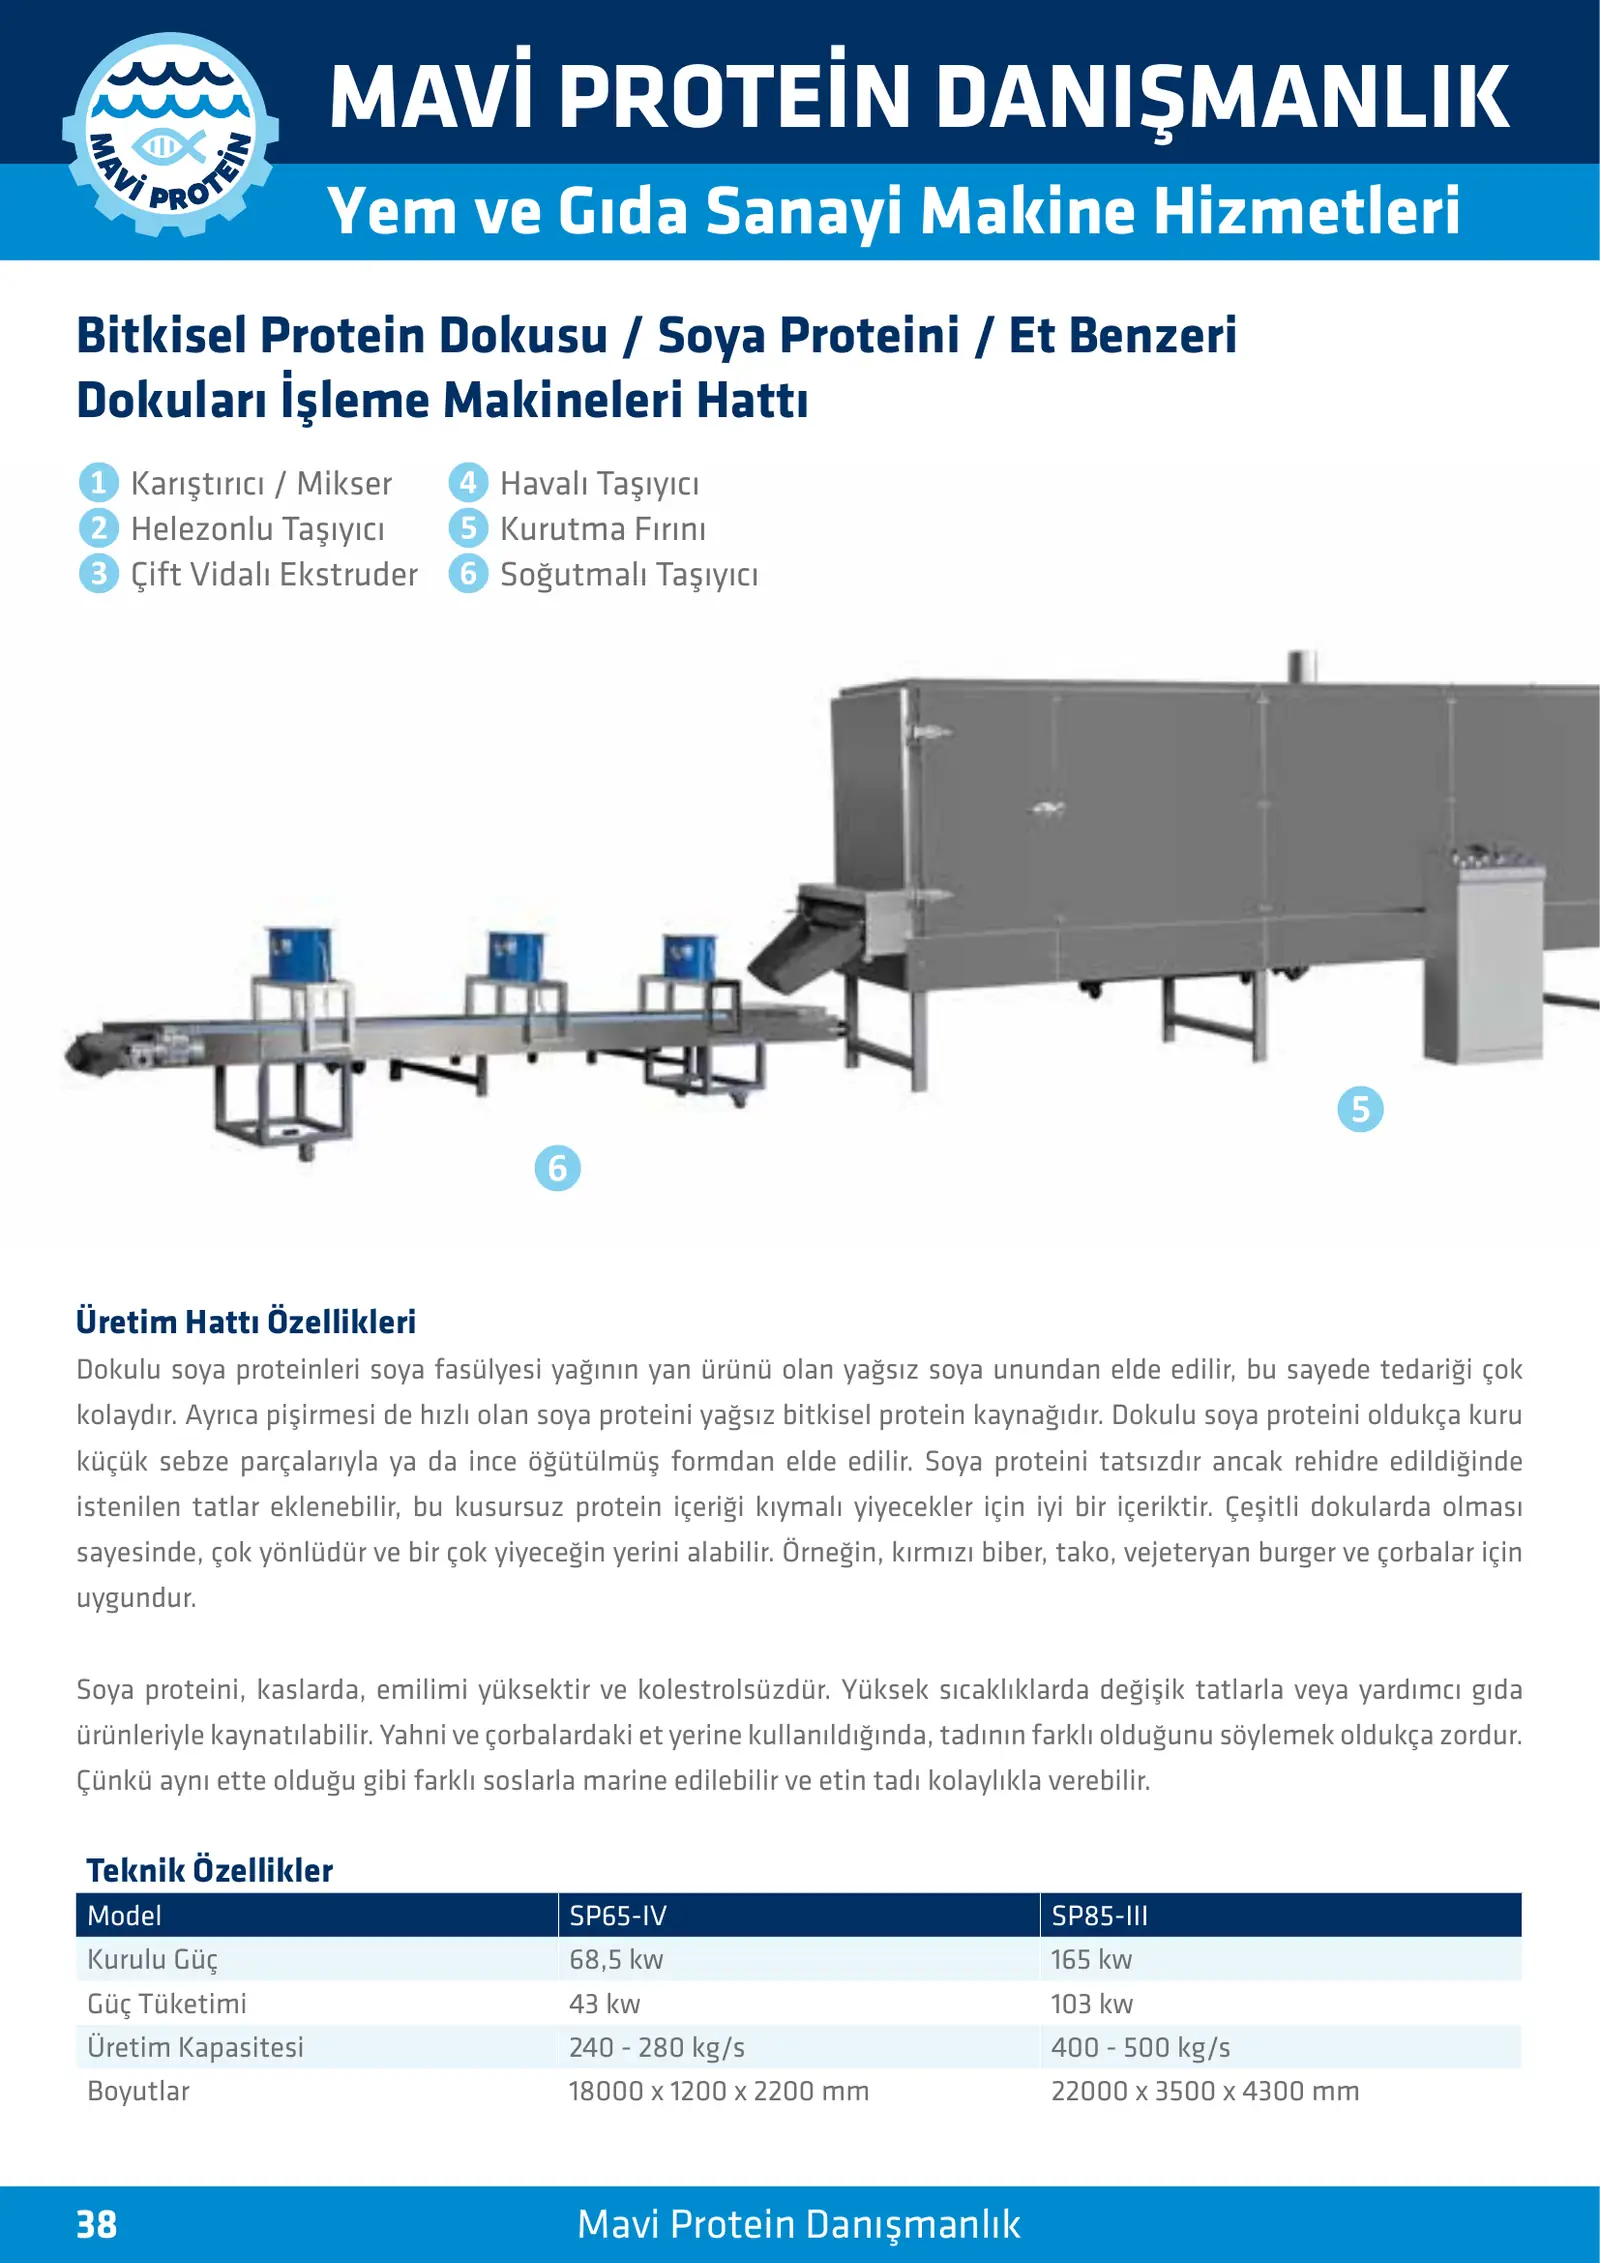 MAVİ PROTEİN
MAVİ PROTEİN DANIŞMANLIK
Yem ve Gıda Sanayi Makine Hizmetleri
Bitkisel Protein Dokusu / Soya Proteini / Et Benzeri
Dokuları İşleme Makineleri Hattı
1 Karıştırıcı / Mikser
2 Helezonlu Taşıyıcı
3 Çift Vidalı Ekstruder
4 Havalı Taşıyıcı
5 Kurutma Fırını
6 Soğutmalı Taşıyıcı
5
6
Üretim Hattı Özellikleri
Dokulu soya proteinleri soya fasülyesi yağının yan ürünü olan yağsız soya unundan elde edilir, bu sayede tedariği çok
kolaydır. Ayrıca pişirmesi de hızlı olan soya proteini yağsız bitkisel protein kaynağıdır. Dokulu soya proteini oldukça kuru
küçük sebze parçalarıyla ya da ince öğütülmüş formdan elde edilir. Soya proteini tatsızdır ancak rehidre edildiğinde
istenilen tatlar eklenebilir, bu kusursuz protein içeriği kıymalı yiyecekler için iyi bir içeriktir. Çeşitli dokularda olması
sayesinde, çok yönlüdür ve bir çok yiyeceğin yerini alabilir. Örneğin, kırmızı biber, tako, vejeteryan burger ve çorbalar için
uygundur.
Soya proteini, kaslarda, emilimi yüksektir ve kolestrolsüzdür. Yüksek sıcaklıklarda değişik tatlarla veya yardımcı gıda
ürünleriyle kaynatılabilir. Yahni ve çorbalardaki et yerine kullanıldığında, tadının farklı olduğunu söylemek oldukça zordur.
Çünkü aynı ette olduğu gibi farklı soslarla marine edilebilir ve etin tadı kolaylıkla verebilir.
Teknik Özellikler
Model SP65-IV SP85-III
Kurulu Güç 68,5 kw 165 kw
Güç Tüketimi 43 kw 103 kw
Üretim Kapasitesi 240 - 280 kg/s 400 - 500 kg/s
Boyutlar 18000 x 1200 x 2200 mm 22000 x 3500 x 4300 mm
38 Mavi Protein Danışmanlık